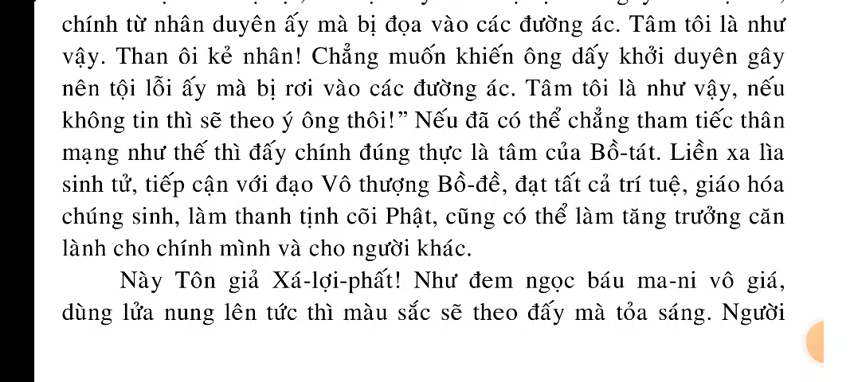 chính từ nhân duyên ấy mà bị đọa vào các đường ác. Tâm tôi là như
vậy. Than ôi kẻ nhân! Chẳng muốn khiến ông dấy khởi duyên gây
nên tội lỗi ấy mà bị rơi vào các đường ác. Tâm tôi là như vậy, nếu
không tin thì sẽ theo ý ông thôi!” Nếu đã có thể chẳng tham tiếc thân
mạng như thế thì đấy chính đúng thực là tâm của Bồ-tát. Liền xa lìa
sinh tử, tiếp cận với đạo Vô thượng Bồ-đề, đạt tất cả trí tuệ, giáo hóa
chúng sinh, làm thanh tịnh cõi Phật, cũng có thể làm tăng trưởng căn
lành cho chính mình và cho người khác.
Này Tôn giả Xá-lợi-phất! Như đem ngọc báu ma-ni vô giá,
dùng lửa nung lên tức thì màu sắc sẽ theo đấy mà tỏa sáng. Người